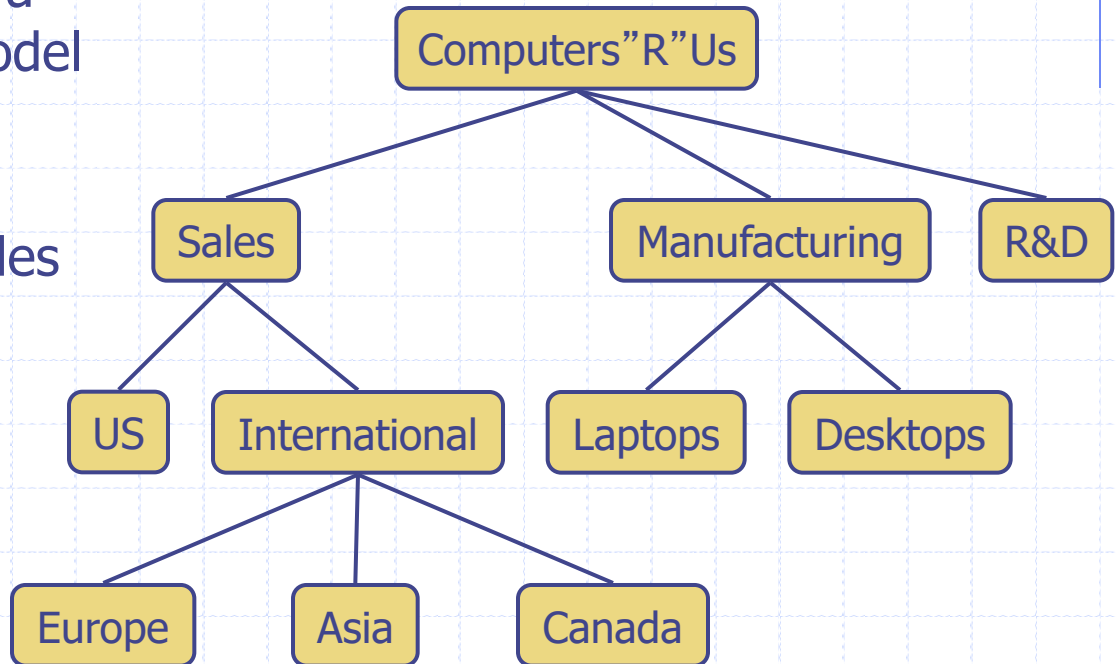 odel
Computers”R”Us
Sales
Manufacturing
R&D
les
US
International
Laptops
Desktops
Europe
Asia
Canada